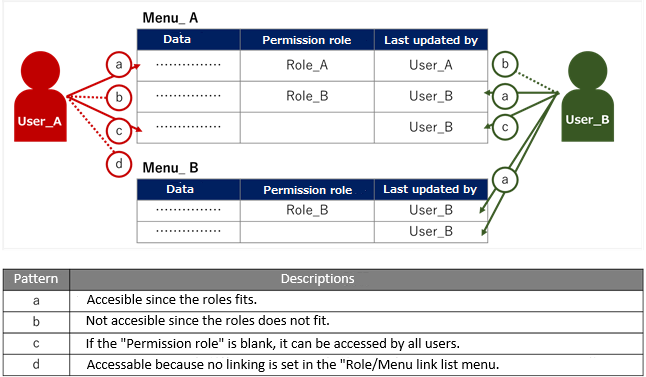 Menu_ A
Data Permission role Last updated by
a ·············· Role_A User_A b
b ·············· Role_B User_B a
User_A User_B
c ·············· User_B c
d
Menu_ B a
Data Permission role Last updated by
·············· Role_B User_B
·············· User_B
Pattern Descriptions
a Accesible since the roles fits.
b Not accesible since the roles does not fit.
c If the "Permission role" is blank, it can be accessed by all users.
d Accessable because no linking is set in the "Role/Menu link list menu.